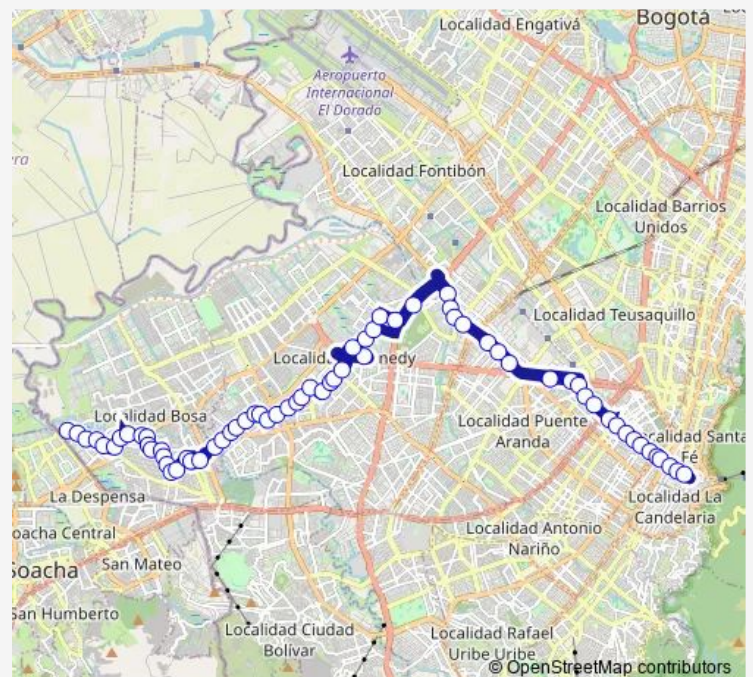 Localidad Engativá
Bogotá
Aeropuerto
Internacional
El Dorado
Localidad Fontibón
Localidad Barrios
Unidos
Localidad Teusaquillo
nedy
Localidad Bosa
Localidad Puente
Aranda
Fé
La Despensa
Localidad La
Candelaria
Localidad Antonio
Nariño
San Mateo
Soacha
San Humberto
Localidad Ciudad
Bolívar
Localidad Rafael
Uribe Uribe
© OpenStreetMap contributors